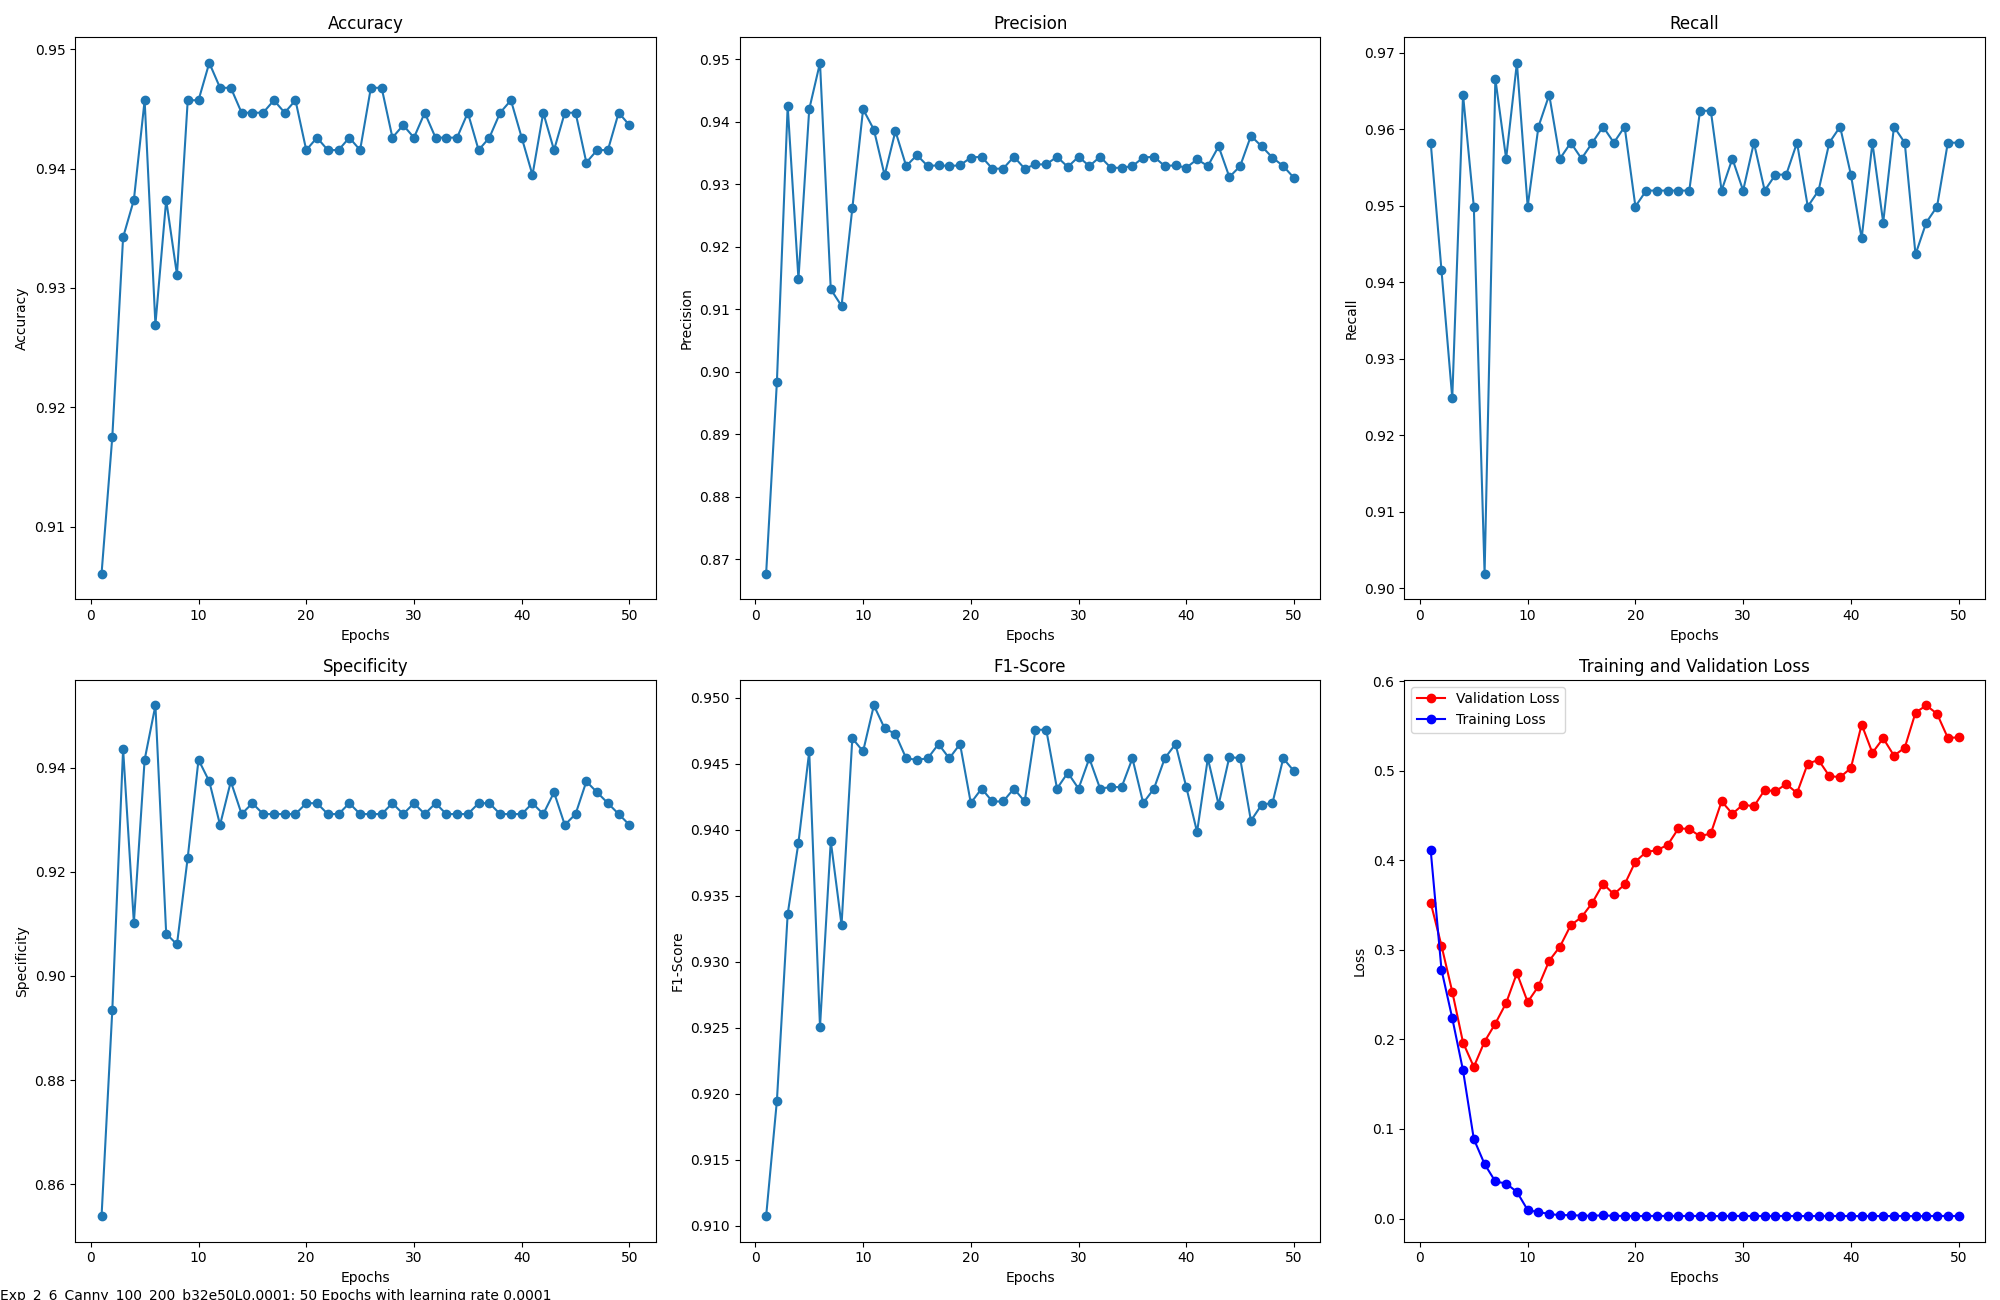 Accuracy
0.95
0.94
0.93
0.92
0.91
Accuracy
0 10 20 30 40 50
Epochs
Precision
0.95
0.94
0.93
0.92
0.91
0.90
0.89
0.88
0.87
Precision
0 10 20 30 40 50
Epochs
Recall
0.97
0.96
0.95
0.94
0.93
0.92
0.91
0.90
Recall
0 10 20 30 40 50
Epochs
Specificity
0.94
0.92
0.90
0.88
0.86
Specificity
0 10 20 30 40 50
Epochs
F1-Score
0.950
0.945
0.940
0.935
0.930
0.925
0.920
0.915
0.910
F1-Score
0 10 20 30 40 50
Epochs
Training and Validation Loss
Validation Loss
Training Loss
0.6
0.5
0.4
0.3
0.2
0.1
0.0
Loss
0 10 20 30 40 50
Epochs
Exp_2_6_Canny_100_200_b32e50L0.0001: 50 Epochs with learning rate 0.0001